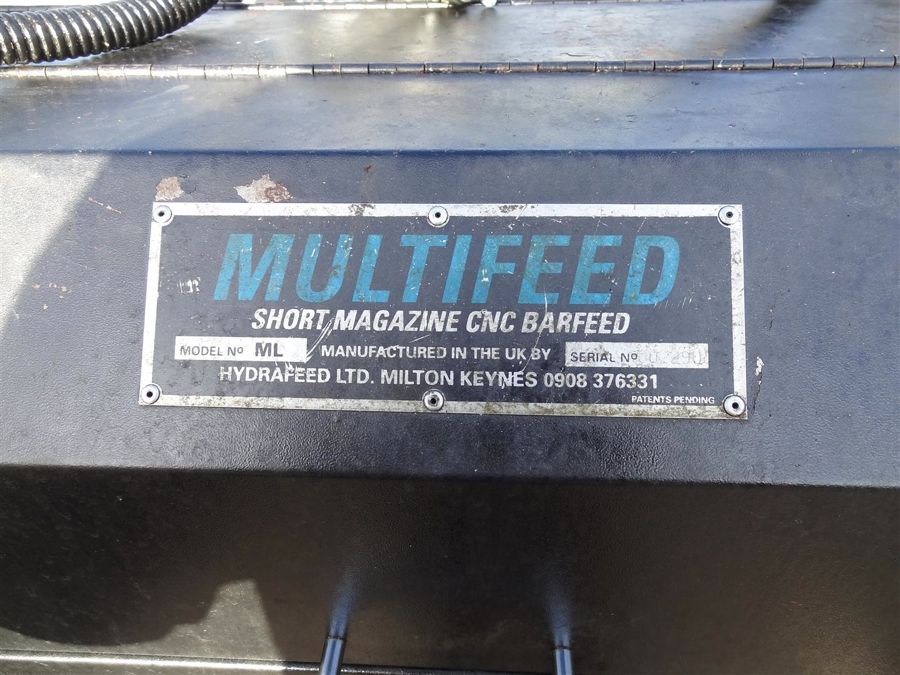 MULTIFEED
SHORT MAGAZINE CNC BARFEED
MODEL Nº ML MANUFACTURED IN THE UK BY SERIAL Nº
HYDRAFEED LTD. MILTON KEYNES 0908 376331
PATENTS PENDING